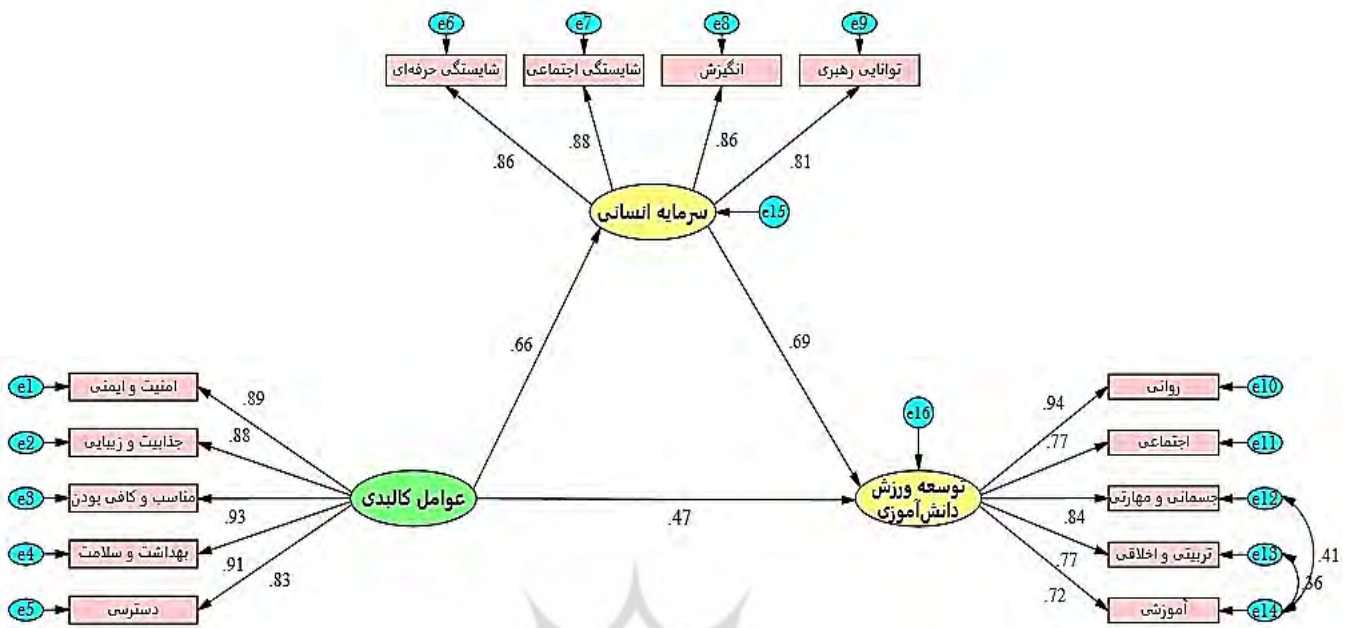 e6
e7
e8
e9
شایستگی حرفه‌ای
شایستگی اجتماعی
انگیزش
توانایی رهبری
.86
.88
.86
.81
سرمایه انسانی
e15
.66
.69
e1
امنیت و ایمنی
.89
e2
جذابیت و زیبایی
.88
e3
مناسب و کافی بودن
.93
e4
بهداشت و سلامت
.91
e5
دسترسی
.83
عوامل کالبدی
.47
e16
توسعه ورزش
دانش‌آموزی
.94
روانی
e10
.77
اجتماعی
e11
جسمانی و مهارتی
e12
.84
تربیتی و اخلاقی
e13
.77
آموزشی
e14
.72
.41
.36